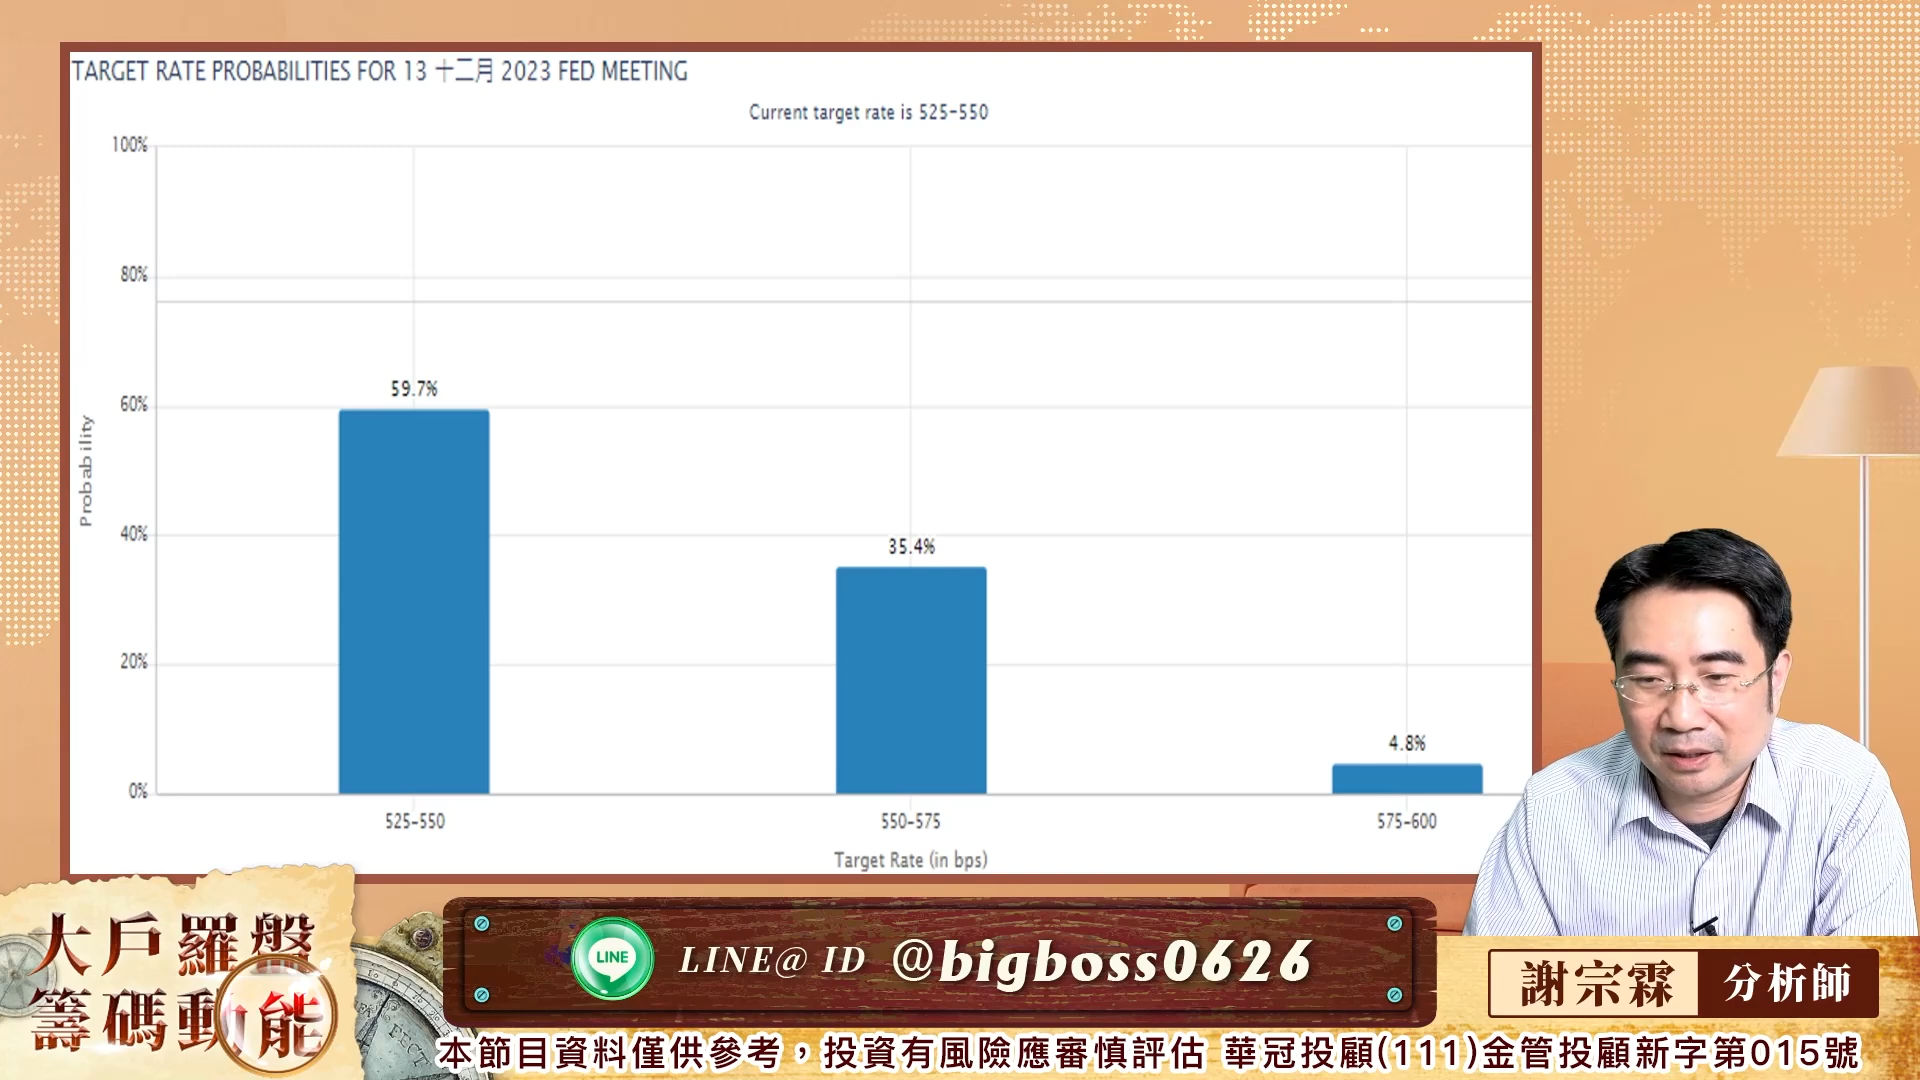 TARGET RATE PROBABILITIES FOR 13 十二月 2023 FED MEETING
Current target rate is 525-550
100%
80%
60%
40%
20%
0%
Probability
59.7%
35.4%
4.8%
525-550
550-575
575-600
Target Rate (in bps)
大戶羅盤
籌碼動能
LINE
LINE@ ID @bigboss0626
謝宗霖 分析師
本節目資料僅供參考，投資有風險應審慎評估 華冠投顧(111)金管投顧新字第015號